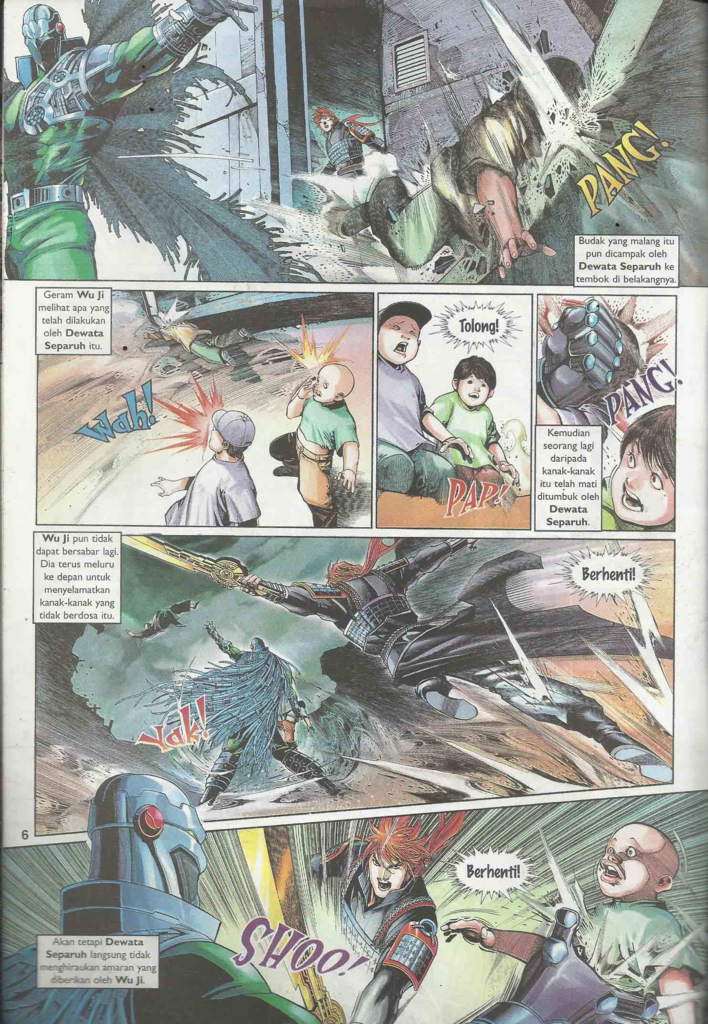 PANG!
Budak yang malang itu
pun dicampak oleh
Dewata Separuh ke
tembok di belakangnya.
Geram Wu Ji
melihat apa yang
telah dilakukan
oleh Dewata
Separuh itu.
Wah!
Tolong!
PAP!
PANG!
Kemudian
seorang lagi
daripada
kanak-kanak
itu telah mati
ditumbuk oleh
Dewata
Separuh.
Wu Ji pun tidak
dapat bersabar lagi.
Dia terus meluru
ke depan untuk
menyelamatkan
kanak-kanak yang
tidak berdosa itu.
Berhenti!
Yak!
6
Berhenti!
SHOO!
Akan tetapi Dewata
Separuh langsung tidak
menghiraukan amaran yang
diberikan oleh Wu Ji.